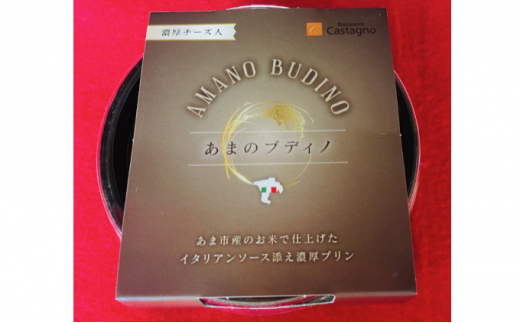 濃厚チーズ入
Ristorante
Castagno
AMANO BUDINO
あまのブディノ
あま市産のお米で仕上げた
イタリアンソース添え濃厚プリン